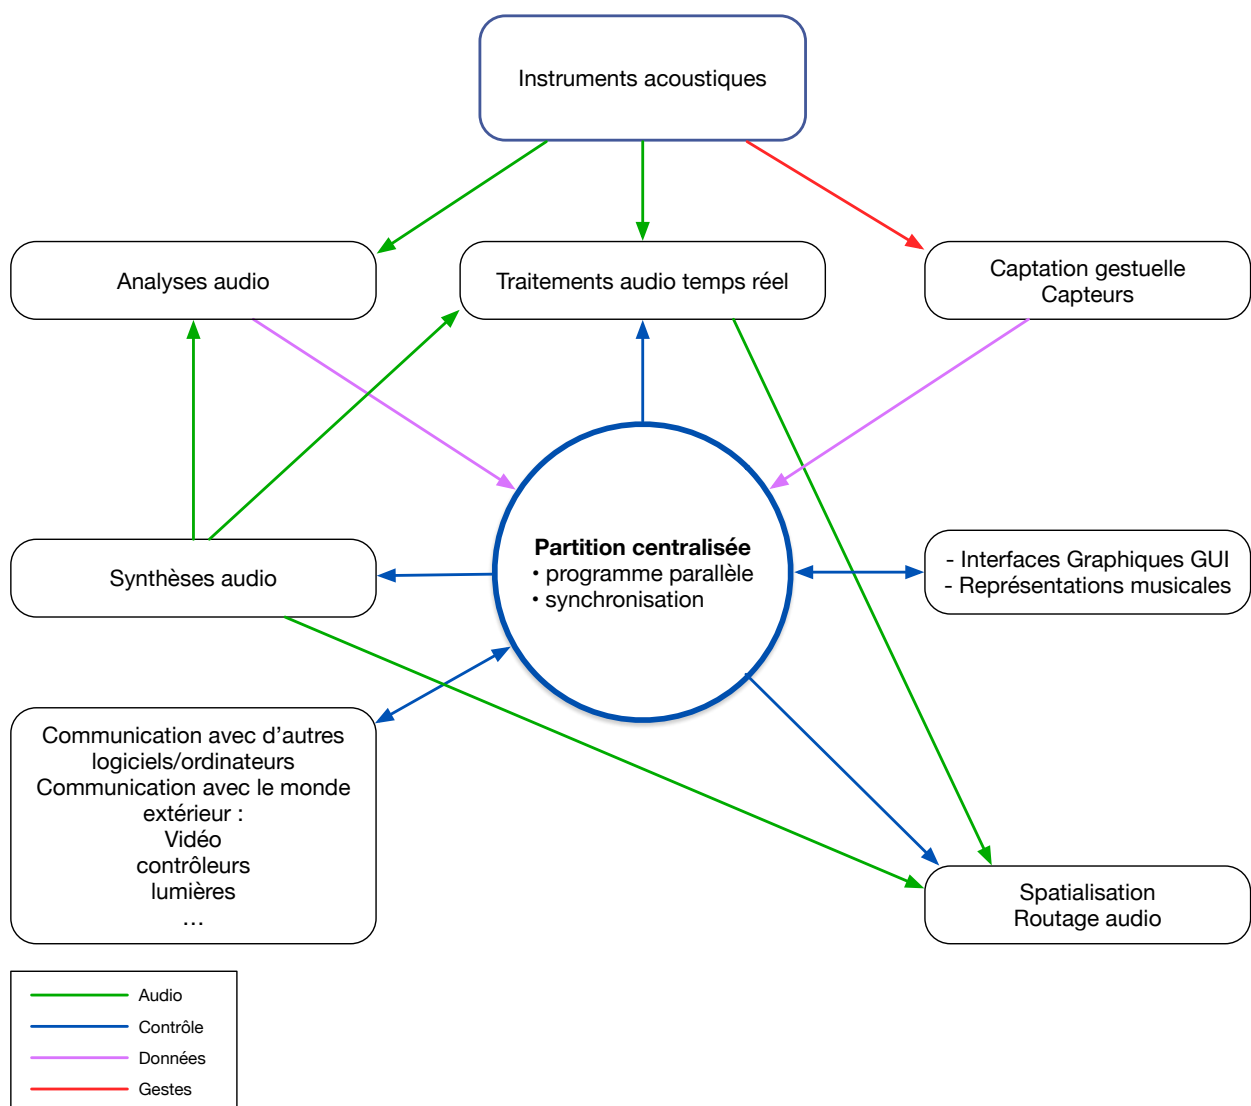 Instruments acoustiques
Analyses audio
Traitements audio temps réel
Captation gestuelle
Capteurs
Partition centralisée
• programme parallèle
• synchronisation
Synthèses audio
- Interfaces Graphiques GUI
- Représentations musicales
Communication avec d’autres
logiciels/ordinateurs
Communication avec le monde
extérieur :
Vidéo
contrôleurs
lumières
…
Spatialisation
Routage audio
Audio
Contrôle
Données
Gestes